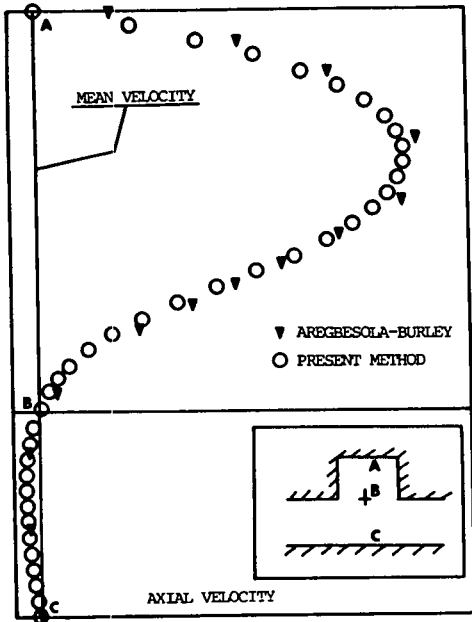 A
MEAN VELOCITY
AREGBESOLA-BURLEY
PRESENT METHOD
B
A
B
C
AXIAL VELOCITY
C